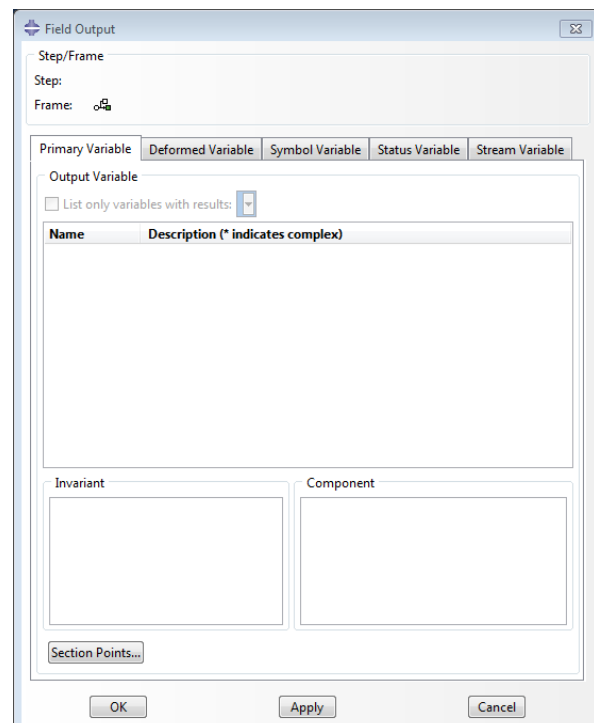 Field Output
Step/Frame
Step:
Frame:
Primary Variable Deformed Variable Symbol Variable Status Variable Stream Variable
Output Variable
List only variables with results:
Name Description (* indicates complex)
Invariant Component
Section Points...
OK Apply Cancel